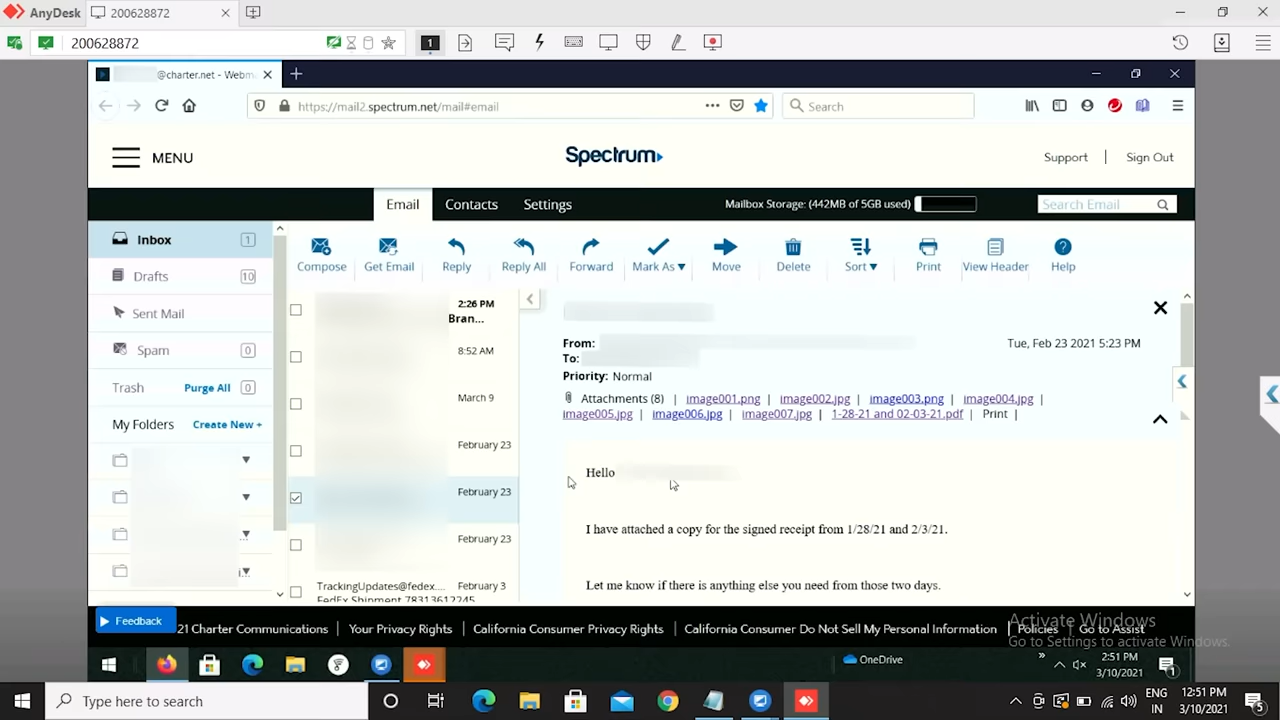 AnyDesk 200628872
200628872 1
@charter.net - Webm
https://mail2.spectrum.net/mail#email Search
MENU Spectrum Support | Sign Out
Email Contacts Settings Mailbox Storage: (442MB of 5GB used) Search Email
Inbox 1
Drafts 10
Sent Mail
Spam 0
Trash Purge All 0
My Folders Create New +
Compose Get Email Reply Reply All Forward Mark As Move Delete Sort Print View Header Help
2:26 PM
Bran...
8:52 AM
March 9
February 23
February 23
February 23
TrackingUpdates@fedex.... February 3
FedEx Shipment 78313612245
From: Tue, Feb 23 2021 5:23 PM
To:
Priority: Normal
Attachments (8) | image001.png | image002.jpg | image003.png | image004.jpg |
image005.jpg | image006.jpg | image007.jpg | 1-28-21 and 02-03-21.pdf | Print |
Hello
I have attached a copy for the signed receipt from 1/28/21 and 2/3/21.
Let me know if there is anything else you need from those two days.
Activate Windows
Go to Settings to activate Windows.
Feedback 21 Charter Communications | Your Privacy Rights | California Consumer Privacy Rights | California Consumer Do Not Sell My Personal Information | Policies | Go to Assist
OneDrive 2:51 PM
3/10/2021 1
Type here to search ENG 12:51 PM
IN 3/10/2021 5